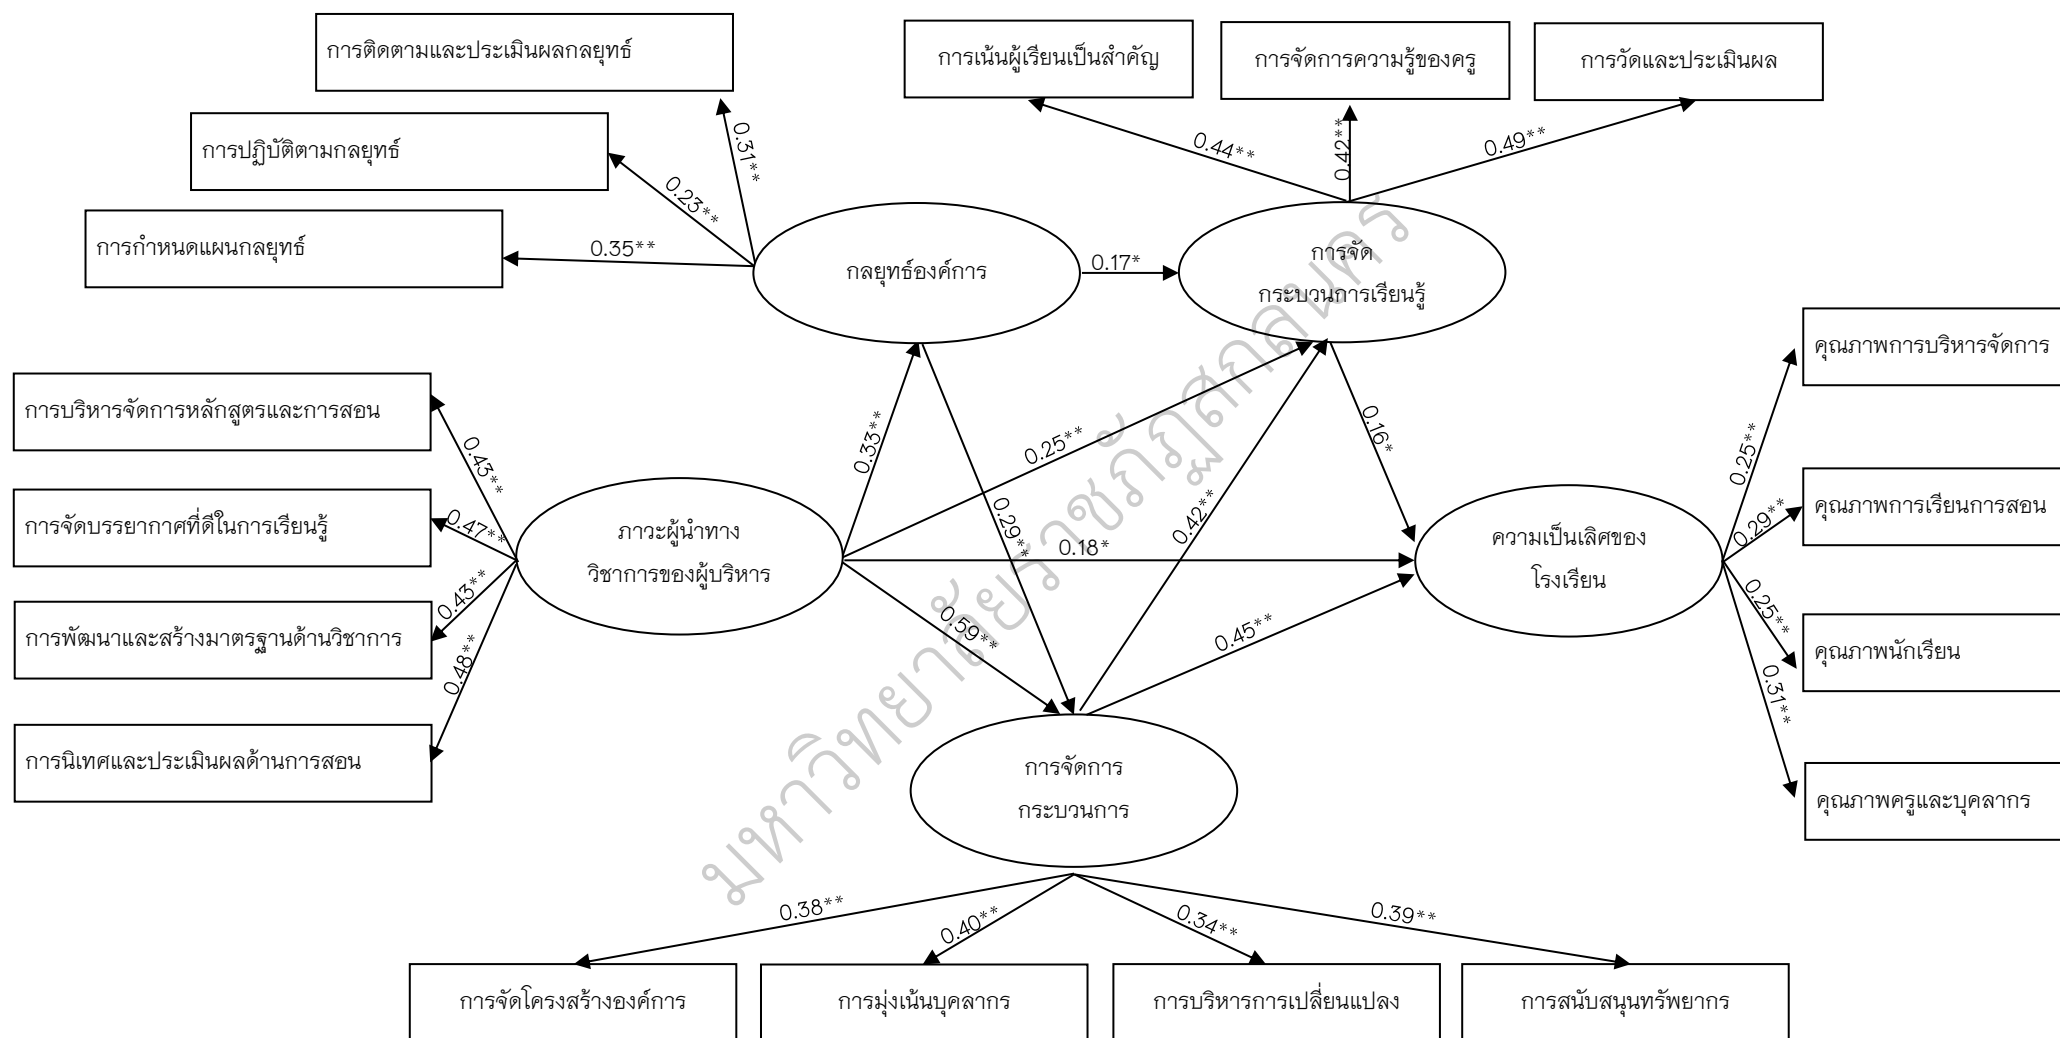 การติดตามและประเมินผลกลยุทธ์
การเน้นผู้เรียนเป็นสำคัญ
การจัดการความรู้ของครู
การวัดและประเมินผล
การปฏิบัติตามกลยุทธ์
0.31**
0.44**
0.42**
0.49**
0.23**
การกำหนดแผนกลยุทธ์
0.35**
กลยุทธ์องค์การ
0.17*
การจัด
กระบวนการเรียนรู้
คุณภาพการบริหารจัดการ
การบริหารจัดการหลักสูตรและการสอน
0.43**
0.33**
0.25**
0.16*
0.25**
การจัดบรรยากาศที่ดีในการเรียนรู้
0.47**
ภาวะผู้นำทาง
วิชาการของผู้บริหาร
0.29**
0.42**
0.18*
ความเป็นเลิศของ
โรงเรียน
0.29**
คุณภาพการเรียนการสอน
การพัฒนาและสร้างมาตรฐานด้านวิชาการ
0.43**
0.59**
0.45**
0.25**
คุณภาพนักเรียน
0.48**
0.31**
การนิเทศและประเมินผลด้านการสอน
การจัดการ
กระบวนการ
คุณภาพครูและบุคลากร
0.38**
0.40**
0.34**
0.39**
การจัดโครงสร้างองค์การ
การมุ่งเน้นบุคลากร
การบริหารการเปลี่ยนแปลง
การสนับสนุนทรัพยากร
มหาวิทยาลัยราชภัฏสกลนคร